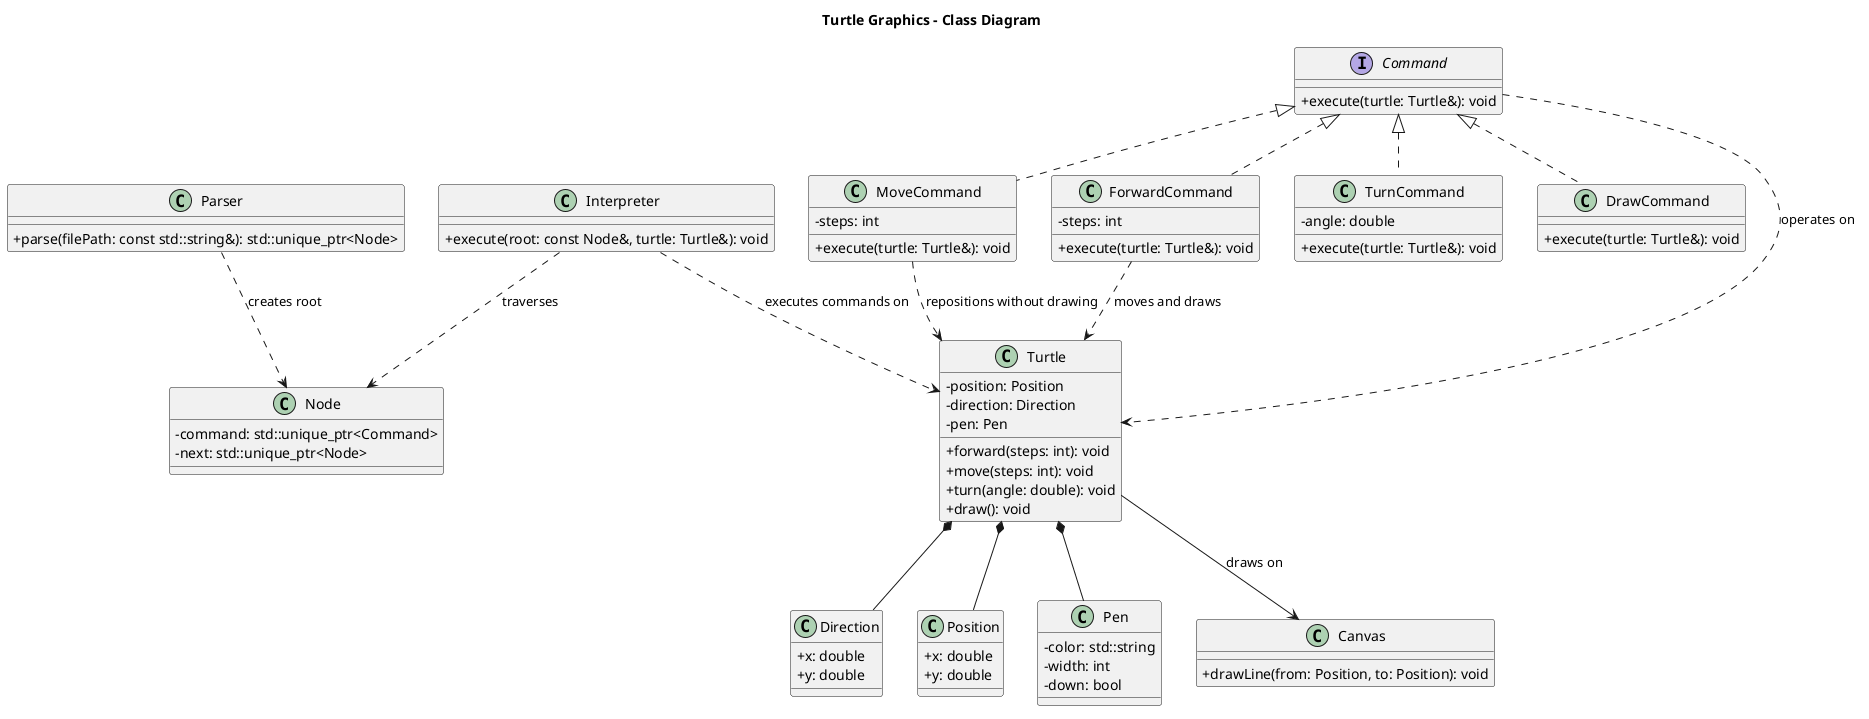 Turtle Graphics - Class Diagram
I Command
+execute(turtle: Turtle&): void
C Parser
+parse(filePath: const std::string&): std::unique_ptr<Node>
C Interpreter
+execute(root: const Node&, turtle: Turtle&): void
C MoveCommand
-steps: int
+execute(turtle: Turtle&): void
C ForwardCommand
-steps: int
+execute(turtle: Turtle&): void
C TurnCommand
-angle: double
+execute(turtle: Turtle&): void
C DrawCommand
+execute(turtle: Turtle&): void
operates on
creates root
traverses
executes commands on
repositions without drawing
moves and draws
C Node
-command: std::unique_ptr<Command>
-next: std::unique_ptr<Node>
C Turtle
-position: Position
-direction: Direction
-pen: Pen
+forward(steps: int): void
+move(steps: int): void
+turn(angle: double): void
+draw(): void
draws on
C Direction
+x: double
+y: double
C Position
+x: double
+y: double
C Pen
-color: std::string
-width: int
-down: bool
C Canvas
+drawLine(from: Position, to: Position): void